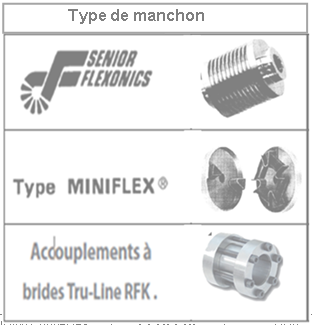 Type de manchon
SENIOR
FLEXONICS
Type MINIFLEX®
Accouplements à
brides Tru-Line RFK .